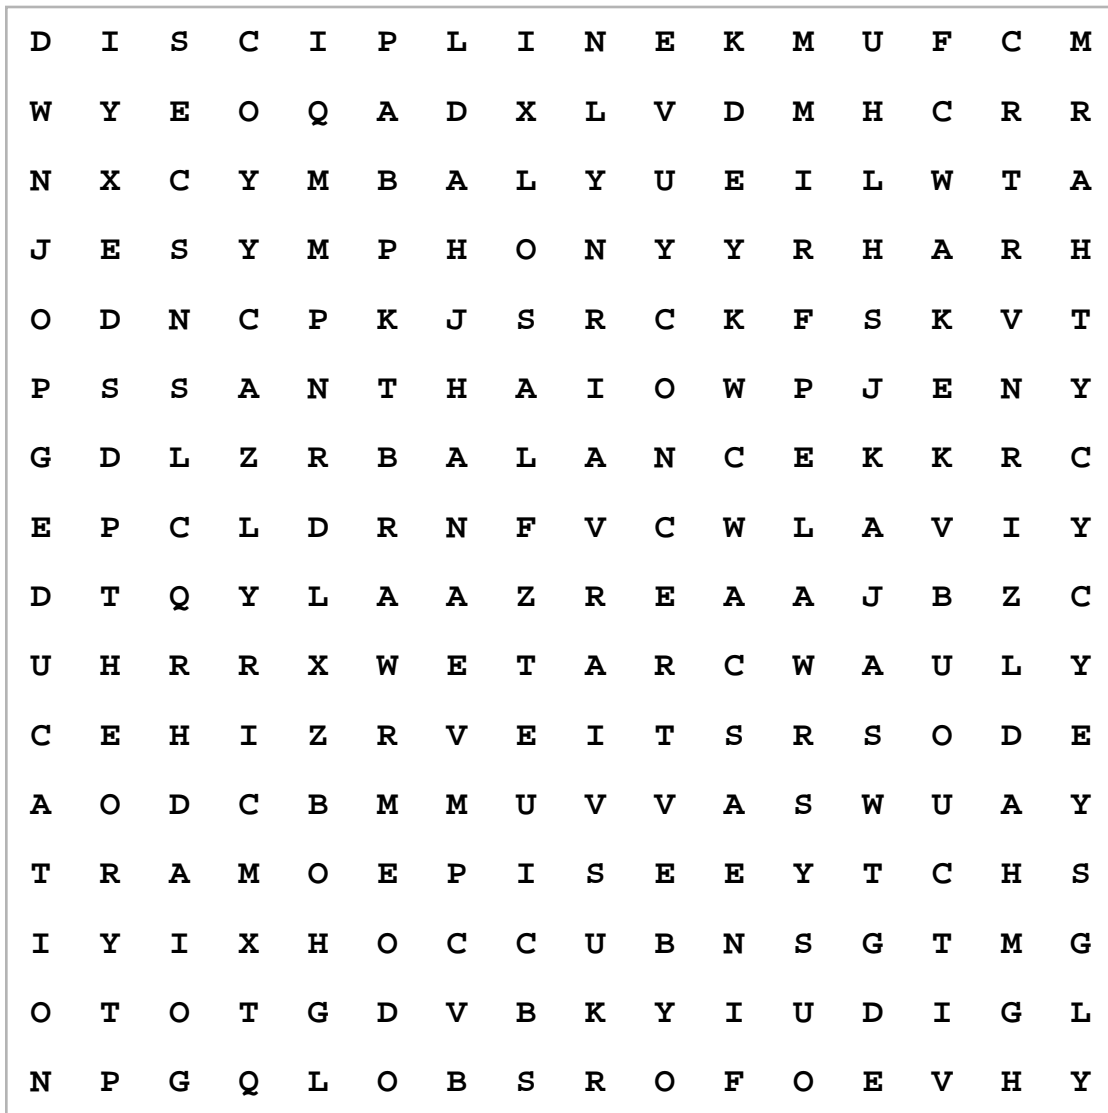 D I S C I P L I N E K M U F C M
W Y E O Q A D X L V D M H C R R
N X C Y M B A L Y U E I L W T A
J E S Y M P H O N Y Y R H A R H
O D N C P K J S R C K F S K V T
P S S A N T H A I O W P J E N Y
G D L Z R B A L A N C E K K R C
E P C L D R N F V C W L A V I Y
D T Q Y L A A Z R E A A J B Z C
U H R R X W E T A R C W A U L Y
C E H I Z R V E I T S R S O D E
A O D C B M M U V V A S W U A Y
T R A M O E P I S E E Y T C H S
I Y I X H O C C U B N S G T M G
O T O T G D V B K Y I U D I G L
N P G Q L O B S R O F O E V H Y